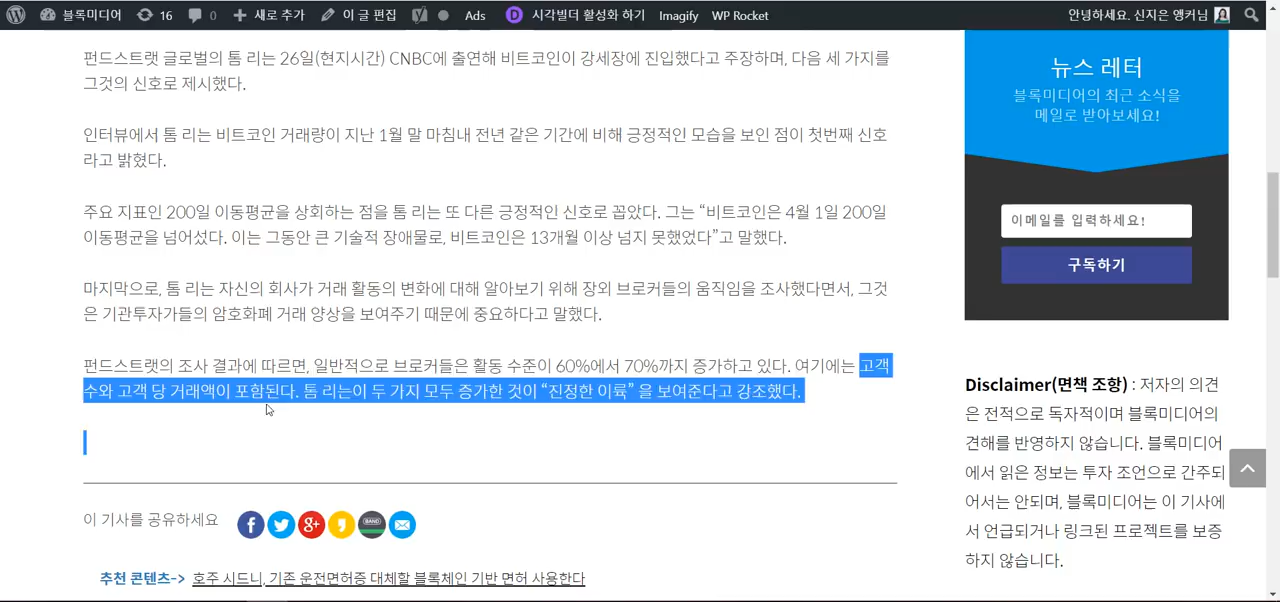 블록미디어 16 0 새로 추가 이 글 편집 Ads 시각빌더 활성화 하기 Imagify WP Rocket 안녕하세요. 신지은 앵커님
펀드스트랫 글로벌의 톰 리는 26일(현지시간) CNBC에 출연해 비트코인이 강세장에 진입했다고 주장하며, 다음 세 가지를
그것의 신호로 제시했다.
인터뷰에서 톰 리는 비트코인 거래량이 지난 1월 말 마침내 전년 같은 기간에 비해 긍정적인 모습을 보인 점이 첫번째 신호
라고 밝혔다.
주요 지표인 200일 이동평균을 상회하는 점을 톰 리는 또 다른 긍정적인 신호로 꼽았다. 그는 “비트코인은 4월 1일 200일
이동평균을 넘어섰다. 이는 그동안 큰 기술적 장애물로, 비트코인은 13개월 이상 넘지 못했었다”고 말했다.
마지막으로, 톰 리는 자신의 회사가 거래 활동의 변화에 대해 알아보기 위해 장외 브로커들의 움직임을 조사했다면서, 그것
은 기관투자가들의 암호화폐 거래 양상을 보여주기 때문에 중요하다고 말했다.
펀드스트랫의 조사 결과에 따르면, 일반적으로 브로커들은 활동 수준이 60%에서 70%까지 증가하고 있다. 여기에는 고객
수와 고객 당 거래액이 포함된다. 톰 리는이 두 가지 모두 증가한 것이 “진정한 이륙” 을 보여준다고 강조했다.
이 기사를 공유하세요
f
g+
BAND
추천 콘텐츠-> 호주 시드니, 기존 운전면허증 대체할 블록체인 기반 면허 사용한다
뉴스 레터
블록미디어의 최근 소식을
메일로 받아보세요!
이메일를 입력하세요!
구독하기
Disclaimer(면책 조항) : 저자의 의견
은 전적으로 독자적이며 블록미디어의
견해를 반영하지 않습니다. 블록미디어
에서 읽은 정보는 투자 조언으로 간주되
어서는 안되며, 블록미디어는 이 기사에
서 언급되거나 링크된 프로젝트를 보증
하지 않습니다.